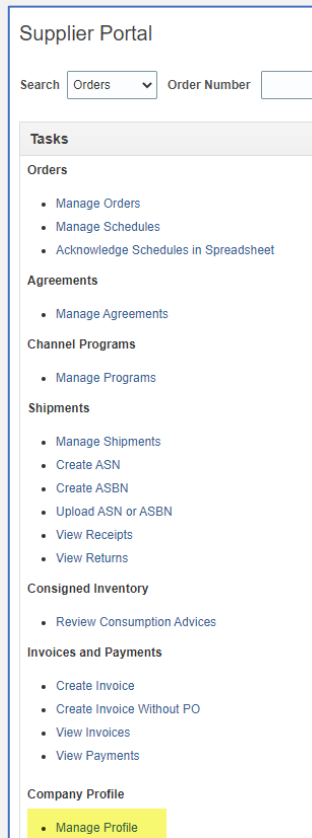 Supplier Portal
Search Orders Order Number
Tasks
Orders
Manage Orders
Manage Schedules
Acknowledge Schedules in Spreadsheet
Agreements
Manage Agreements
Channel Programs
Manage Programs
Shipments
Manage Shipments
Create ASN
Create ASBN
Upload ASN or ASBN
View Receipts
View Returns
Consigned Inventory
Review Consumption Advices
Invoices and Payments
Create Invoice
Create Invoice Without PO
View Invoices
View Payments
Company Profile
Manage Profile